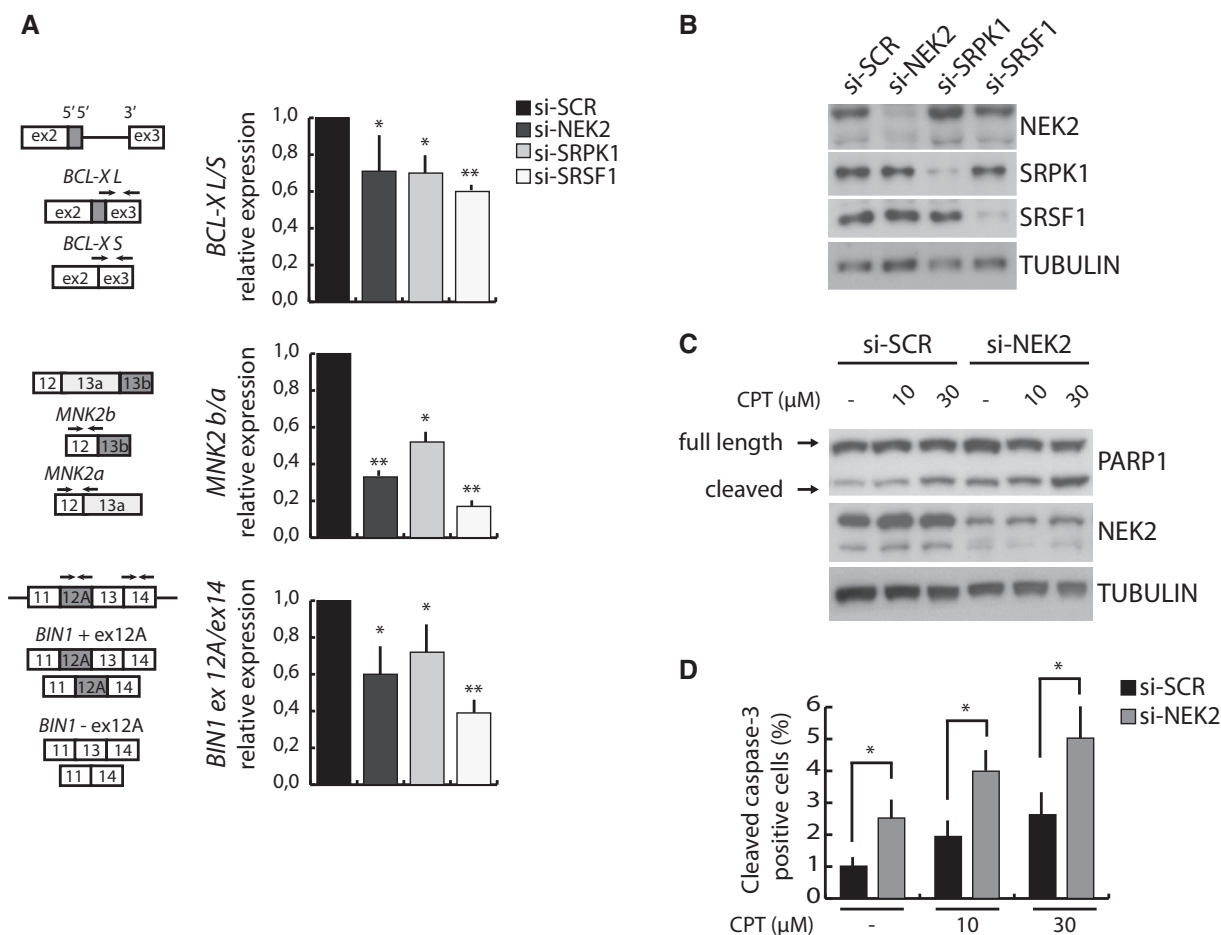 A
5' 5' 3'
ex2 ex3
BCL-X L
ex2 ex3
BCL-X S
ex2 ex3
BCL-X L/S
relative expression
1,0
0,8
0,6
0,4
0,2
0,0
*
*
**
si-SCR
si-NEK2
si-SRPK1
si-SRSF1
12 13a 13b
MNK2b
12 13b
MNK2a
12 13a
MNK2 b/a
relative expression
1,0
0,8
0,6
0,4
0,2
0,0
**
*
**
11 12A 13 14
BIN1 + ex12A
11 12A 13 14
11 12A 14
BIN1 - ex12A
11 13 14
11 14
BIN1 ex 12A/ex14
relative expression
1,0
0,8
0,6
0,4
0,2
0,0
*
*
**
B
si-SCR
si-NEK2
si-SRPK1
si-SRSF1
NEK2
SRPK1
SRSF1
TUBULIN
C
si-SCR si-NEK2
CPT (μM) - 10 30 - 10 30
full length
cleaved
PARP1
NEK2
TUBULIN
D
si-SCR
si-NEK2
Cleaved caspase-3
positive cells (%)
6
5
4
3
2
1
0
*
*
*
CPT (μM) - 10 30